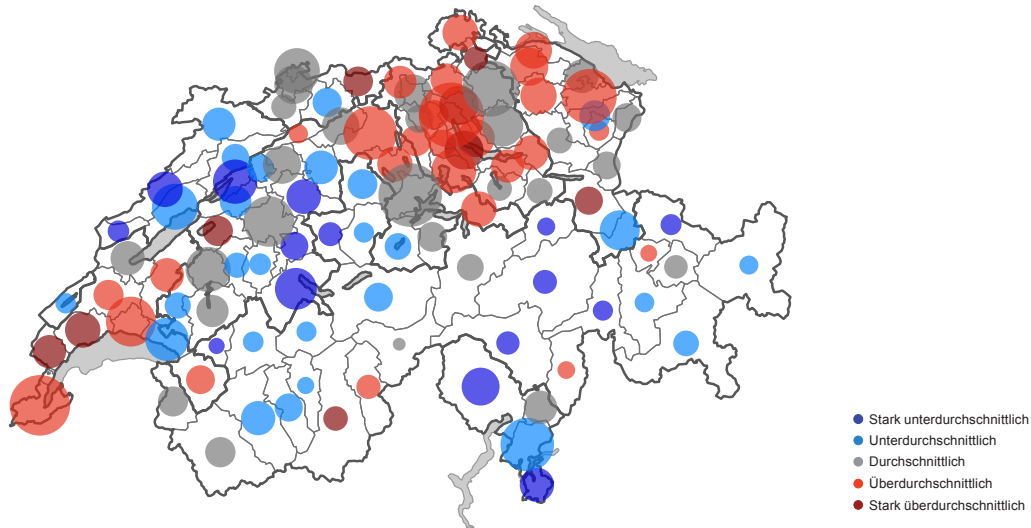 Stark unterdurchschnittlich
Unterdurchschnittlich
Durchschnittlich
Überdurchschnittlich
Stark überdurchschnittlich